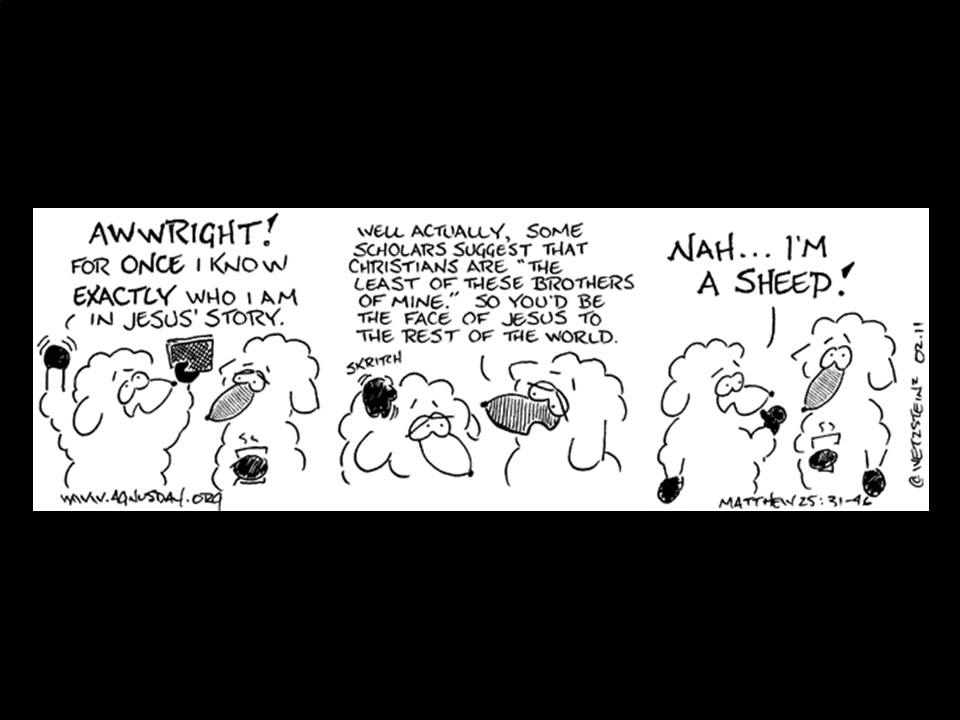 AWWRIGHT!
FOR ONCE I KNOW
EXACTLY WHO I AM
IN JESUS' STORY.
WWW.AGNUSDAY.ORG
WELL ACTUALLY, SOME
SCHOLARS SUGGEST THAT
CHRISTIANS ARE "THE
LEAST OF THESE BROTHERS
OF MINE." SO YOU'D BE
THE FACE OF JESUS TO
THE REST OF THE WORLD.
SKRITCH
NAH... I'M
A SHEEP!
MATTHEW 25:31-46
© WETZSTEIN 02.11